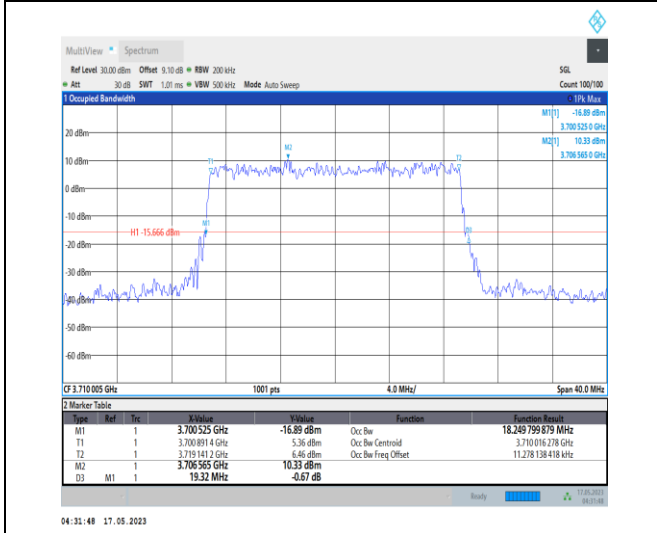 MultiView Spectrum
Ref Level 30.00 dBm Offset 9.10 dB RBW 200 kHz SGL
Att 30 dB SWT 1.01 ms VBW 500 kHz Mode Auto Sweep Count 100/100
1 Occupied Bandwidth 1Pk Max
M1[1] -16.89 dBm
3.700 525 0 GHz
M2[1] 10.33 dBm
3.706 565 0 GHz
20 dBm
M2
10 dBm
T1
T2
0 dBm
-10 dBm
M1
H1 -15.666 dBm
D3
-20 dBm
-30 dBm
-40 dBm
-50 dBm
-60 dBm
CF 3.710 005 GHz 1001 pts 4.0 MHz/ Span 40.0 MHz
2 Marker Table
Type Ref Trc X-Value Y-Value Function Function Result
M1 1 3.700 525 GHz -16.89 dBm Occ Bw 18.249 799 879 MHz
T1 1 3.700 891 4 GHz 5.36 dBm Occ Bw Centroid 3.710 016 278 GHz
T2 1 3.719 141 2 GHz 6.46 dBm Occ Bw Freq Offset 11.278 138 418 kHz
M2 1 3.706 565 GHz 10.33 dBm
D3 M1 1 19.32 MHz -0.67 dB
Ready 17.05.2023
04:31:48
04:31:48 17.05.2023